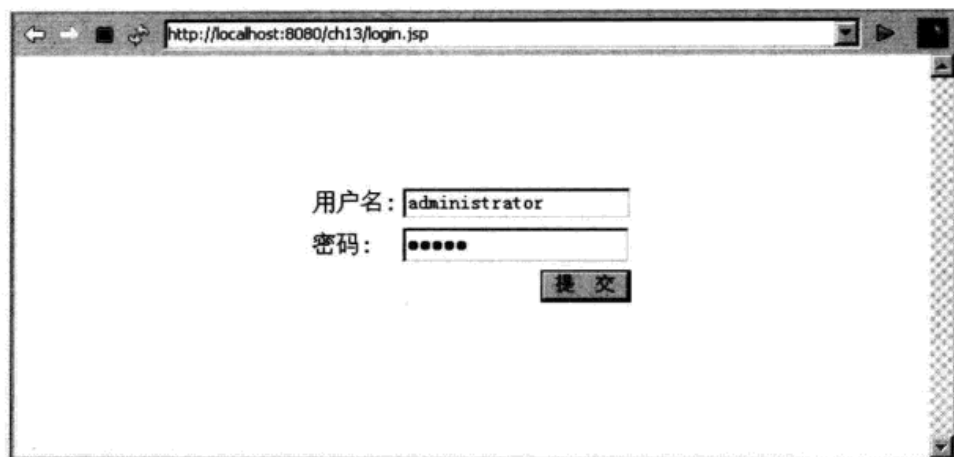 http://localhost:8080/ch13/login.jsp
用户名: administrator
密码: •••••
提 交